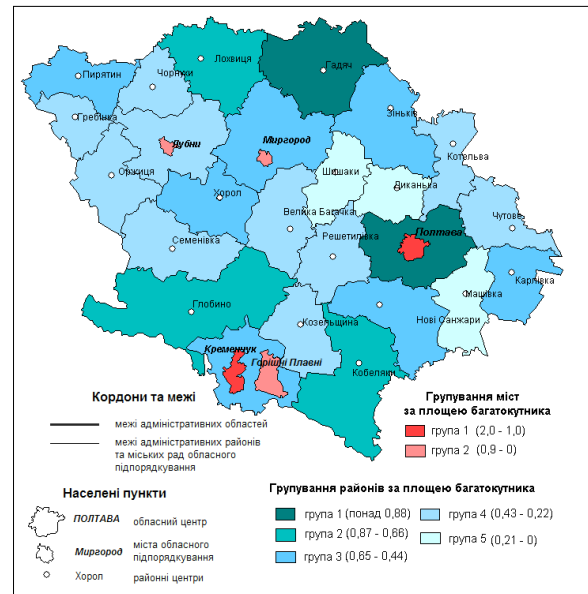 Гадяч
Лохвиця
Пирятин
Чорнухи
Гребінка
Зіньків
Лубни
Миргород
Котельва
Оржиця
Шишаки
Диканька
Хорол
Велика Багачка
Чутове
Полтава
Решетилівка
Семенівка
Карлівка
Машівка
Глобино
Нові Санжари
Козельщина
Кременчук
Горішні Плавні
Кобеляки
Кордони та межі
межі адміністративних областей
межі адміністративних районів
та міських рад обласного
підпорядкування
Групування міст
за площею багатокутника
група 1 (2,0 - 1,0)
група 2 (0,9 - 0)
Населені пункти
ПОЛТАВА обласний центр
Миргород міста обласного
підпорядкування
Хорол районні центри
Групування районів за площею багатокутника
група 1 (понад 0,88)
група 2 (0,87 - 0,66)
група 3 (0,65 - 0,44)
група 4 (0,43 - 0,22)
група 5 (0,21 - 0)